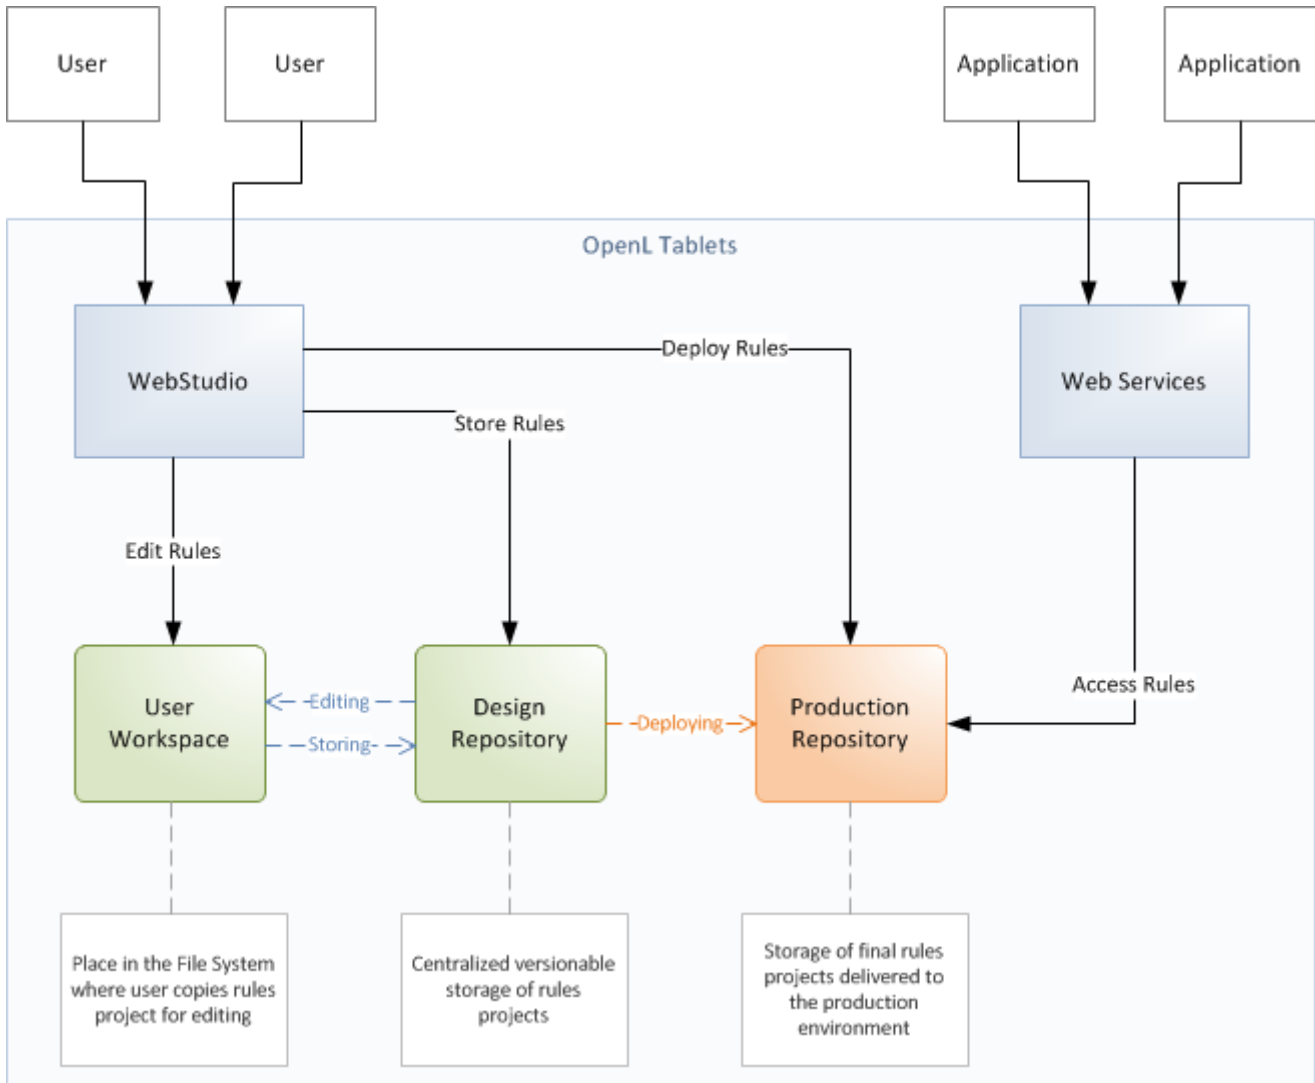 User
User
Application
Application
OpenL Tablets
WebStudio
Deploy Rules
Web Services
Store Rules
Edit Rules
Access Rules
User
Workspace
Editing
Storing
Design
Repository
Deploying
Production
Repository
Place in the File System
where user copies rules
project for editing
Centralized versionable
storage of rules
projects
Storage of final rules
projects delivered to
the production
environment